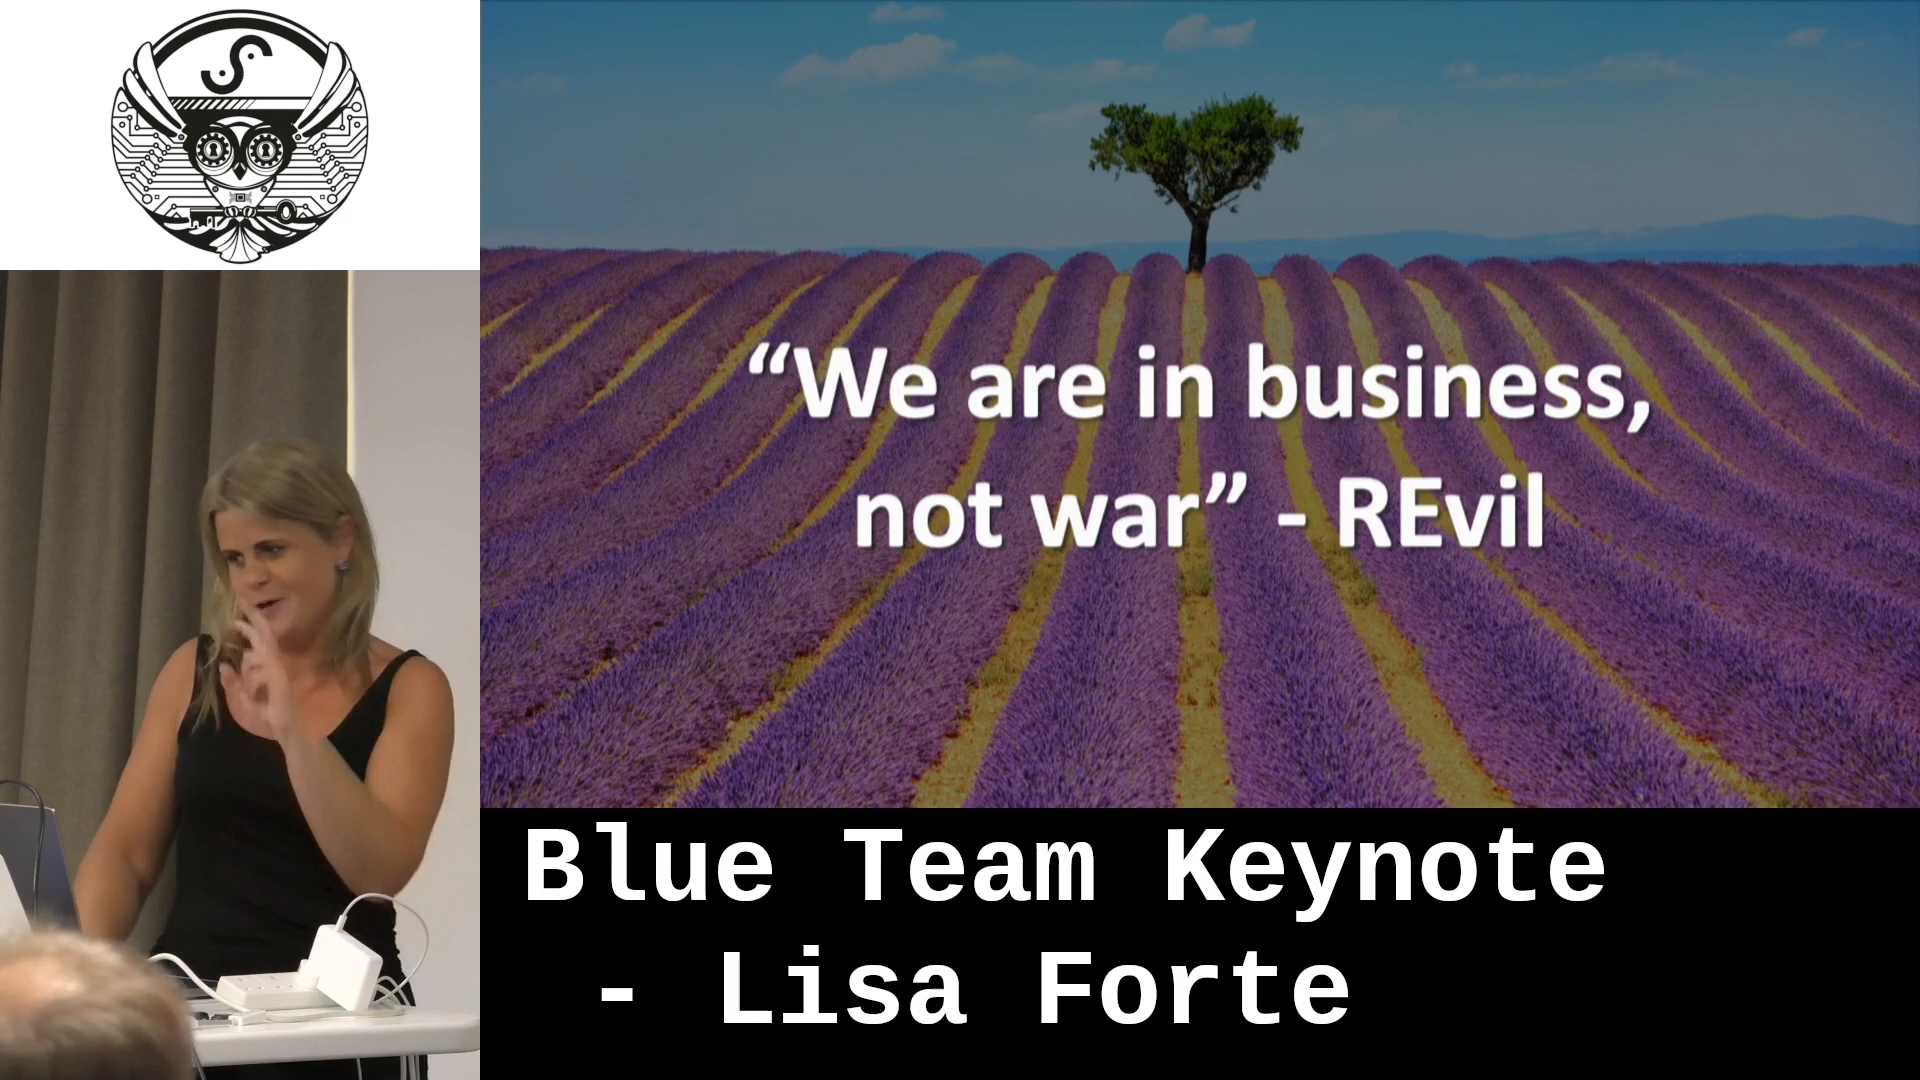 “We are in business,
not war” - REvil
Blue Team Keynote
- Lisa Forte